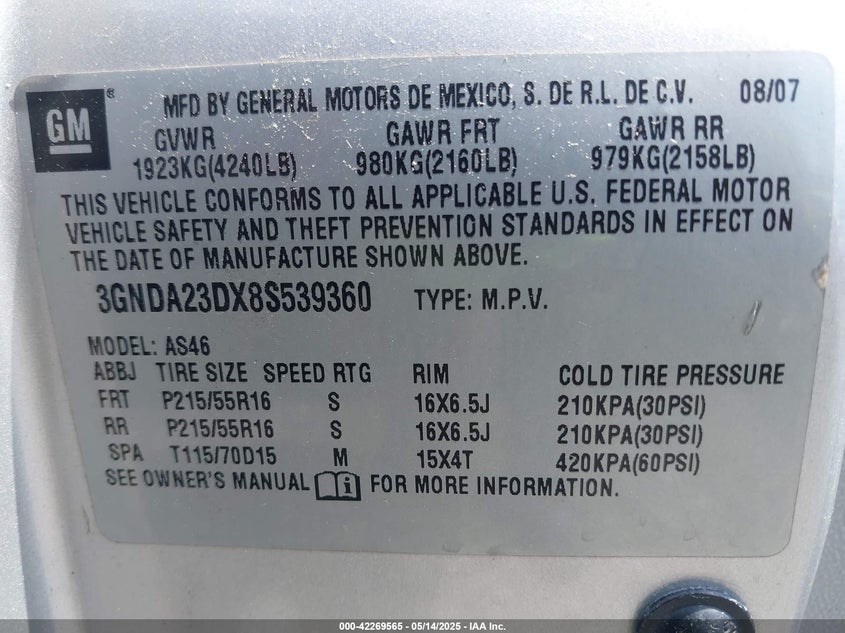 GM ® MFD BY GENERAL MOTORS DE MEXICO, S. DE R.L. DE C.V. 08/07
GVWR GAWR FRT GAWR RR
1923KG(4240LB) 980KG(2160LB) 979KG(2158LB)
THIS VEHICLE CONFORMS TO ALL APPLICABLE U.S. FEDERAL MOTOR
VEHICLE SAFETY AND THEFT PREVENTION STANDARDS IN EFFECT ON
THE DATE OF MANUFACTURE SHOWN ABOVE.
3GNDA23DX8S539360 TYPE: M.P.V.
MODEL: AS46
ABBJ TIRE SIZE SPEED RTG RIM COLD TIRE PRESSURE
FRT P215/55R16 S 16X6.5J 210KPA(30PSI)
RR P215/55R16 S 16X6.5J 210KPA(30PSI)
SPA T115/70D15 M 15X4T 420KPA(60PSI)
SEE OWNER'S MANUAL i FOR MORE INFORMATION.
000-42269565 - 05/14/2025 - IAA Inc.